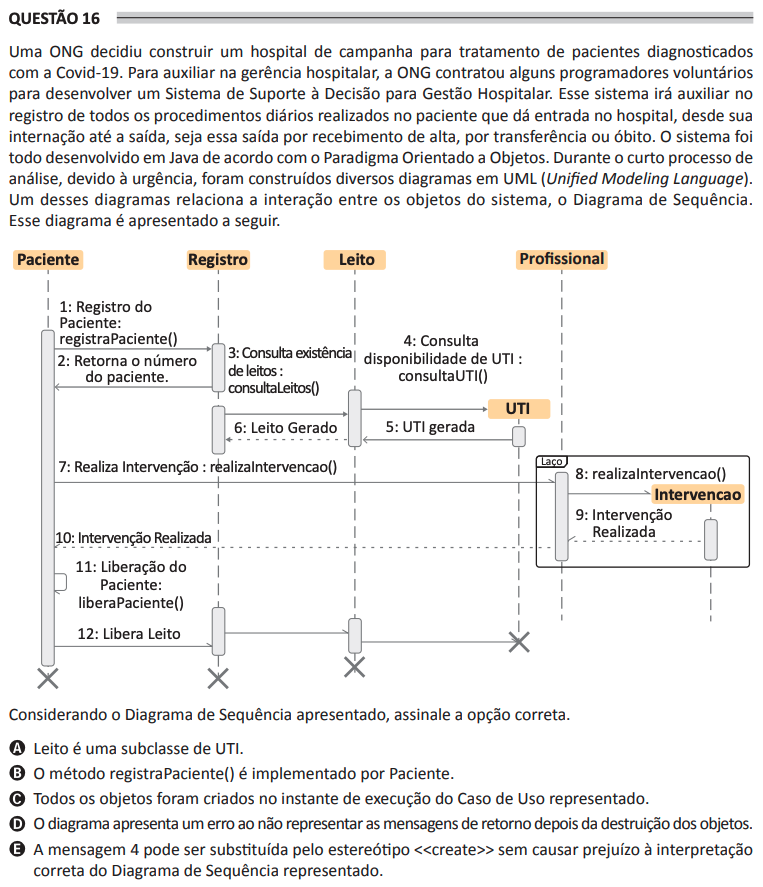 QUESTÃO 16
Uma ONG decidiu construir um hospital de campanha para tratamento de pacientes diagnosticados
com a Covid-19. Para auxiliar na gerência hospitalar, a ONG contratou alguns programadores voluntários
para desenvolver um Sistema de Suporte à Decisão para Gestão Hospitalar. Esse sistema irá auxiliar no
registro de todos os procedimentos diários realizados no paciente que dá entrada no hospital, desde sua
internação até a saída, seja essa saída por recebimento de alta, por transferência ou óbito. O sistema foi
todo desenvolvido em Java de acordo com o Paradigma Orientado a Objetos. Durante o curto processo de
análise, devido à urgência, foram construídos diversos diagramas em UML (Unified Modeling Language).
Um desses diagramas relaciona a interação entre os objetos do sistema, o Diagrama de Sequência.
Esse diagrama é apresentado a seguir.
Paciente
Registro
Leito
Profissional
1: Registro do
Paciente:
registraPaciente()
2: Retorna o número
do paciente.
3: Consulta existência
de leitos :
consultaLeitos()
4: Consulta
disponibilidade de UTI :
consultaUTI()
UTI
5: UTI gerada
6: Leito Gerado
7: Realiza Intervenção : realizaIntervencao()
Laço
8: realizaIntervencao()
Intervencao
9: Intervenção
Realizada
10: Intervenção Realizada
11: Liberação do
Paciente:
liberaPaciente()
12: Libera Leito
Considerando o Diagrama de Sequência apresentado, assinale a opção correta.
A Leito é uma subclasse de UTI.
B O método registraPaciente() é implementado por Paciente.
C Todos os objetos foram criados no instante de execução do Caso de Uso representado.
D O diagrama apresenta um erro ao não representar as mensagens de retorno depois da destruição dos objetos.
E A mensagem 4 pode ser substituída pelo estereótipo <<create>> sem causar prejuízo à interpretação
correta do Diagrama de Sequência representado.